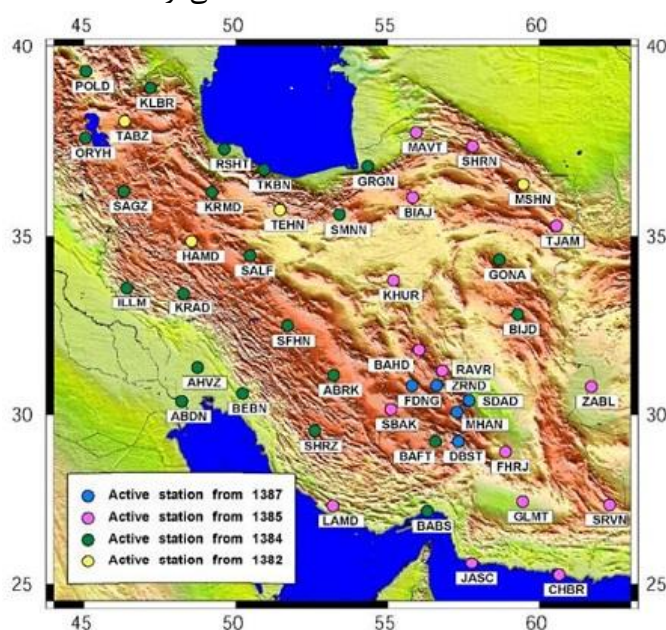 45 50 55 60
40 40
POLD
KLBR
TABZ
ORYH
RSHT
TKBN
GRGN
MAVT
SHRN
MSHN
SAGZ
KRMD
TEHN
SMNN
BIAJ
TJAM
35 35
HAMD
SALF
GONA
ILLM
KRAD
KHUR
BIJD
SFHN
BAHD
RAVR
AHVZ
ABRK
FDNG
ZRND
SDAD
ZABL
30 30
ABDN
BEBN
SBAK
MHAN
SHRZ
BAFT
DBST
FHRJ
LAMD
BABS
GLMT
SRVN
JASC
CHBR
Active station from 1387
Active station from 1385
Active station from 1384
Active station from 1382
25 25
45 50 55 60